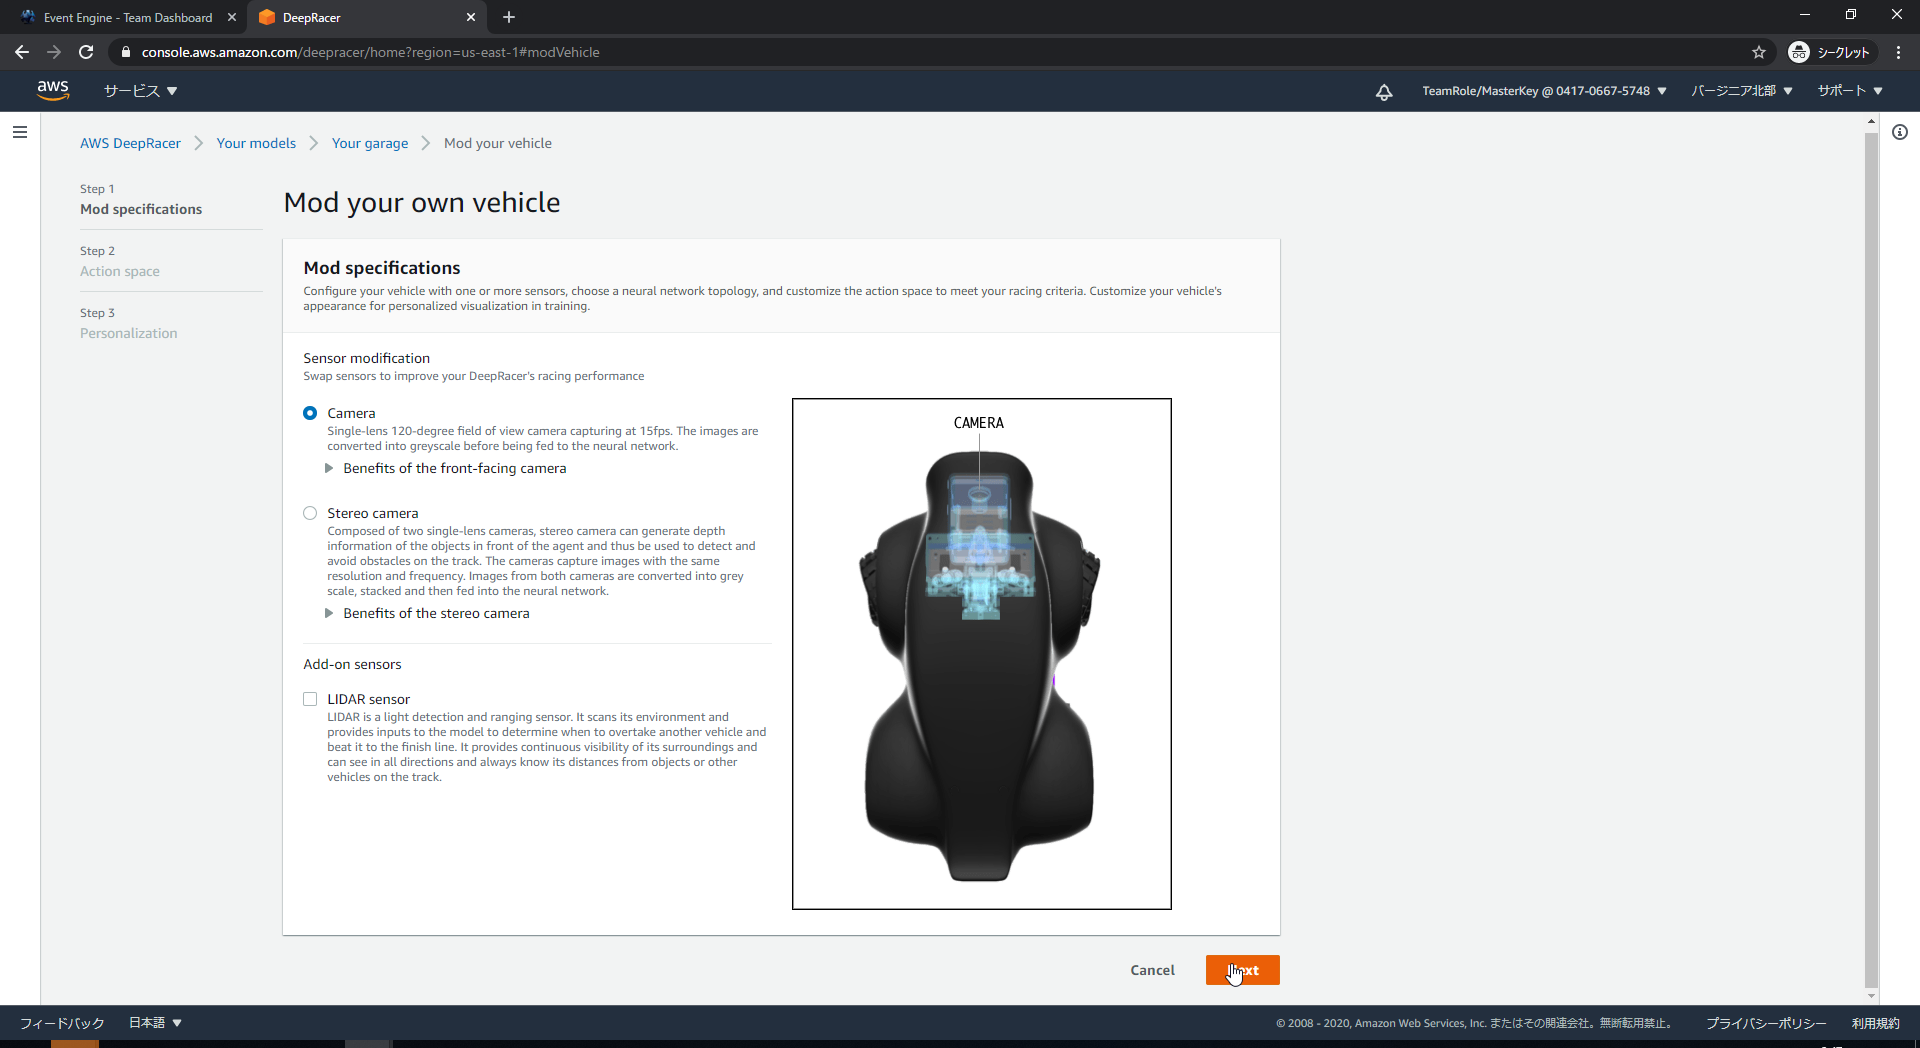 Event Engine - Team Dashboard
DeepRacer
console.aws.amazon.com/deepracer/home?region=us-east-1#modVehicle
シークレット
aws
サービス
TeamRole/MasterKey @ 0417-0667-5748
バージニア北部
サポート
AWS DeepRacer
Your models
Your garage
Mod your vehicle
Step 1
Mod specifications
Step 2
Action space
Step 3
Personalization
Mod your own vehicle
Mod specifications
Configure your vehicle with one or more sensors, choose a neural network topology, and customize the action space to meet your racing criteria. Customize your vehicle's
appearance for personalized visualization in training.
Sensor modification
Swap sensors to improve your DeepRacer's racing performance
Camera
Single-lens 120-degree field of view camera capturing at 15fps. The images are
converted into greyscale before being fed to the neural network.
Benefits of the front-facing camera
Stereo camera
Composed of two single-lens cameras, stereo camera can generate depth
information of the objects in front of the agent and thus be used to detect and
avoid obstacles on the track. The cameras capture images with the same
resolution and frequency. Images from both cameras are converted into grey
scale, stacked and then fed into the neural network.
Benefits of the stereo camera
Add-on sensors
LIDAR sensor
LIDAR is a light detection and ranging sensor. It scans its environment and
provides inputs to the model to determine when to overtake another vehicle and
beat it to the finish line. It provides continuous visibility of its surroundings and
can see in all directions and always know its distances from objects or other
vehicles on the track.
CAMERA
Cancel
フィードバック
日本語
© 2008 - 2020, Amazon Web Services, Inc. またはその関連会社。無断転用禁止。
プライバシーポリシー
利用規約